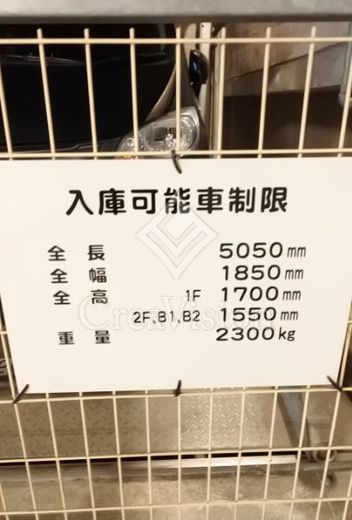 入庫可能車制限
全長 5050mm
全幅 1850mm
全高 1F 1700mm
2F,B1,B2 1550mm
重量 2300kg
CreaVision